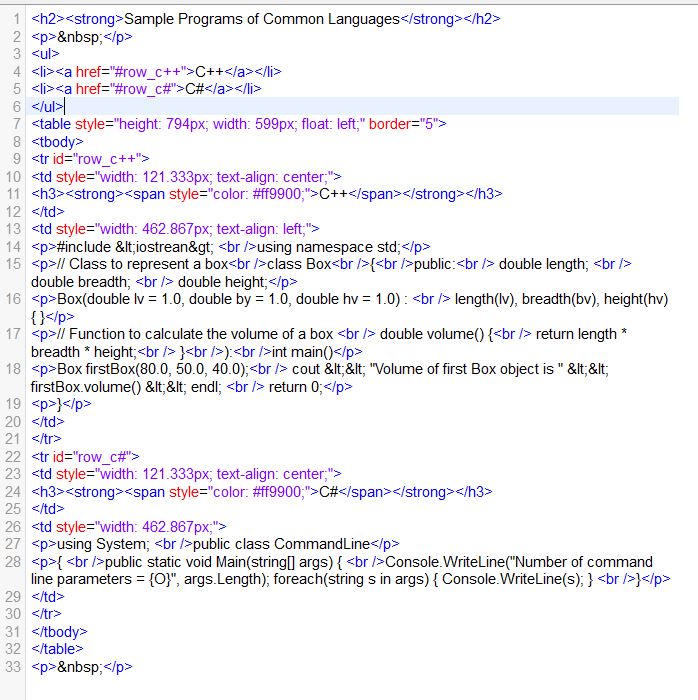 1 <h2><strong>Sample Programs of Common Languages</strong></h2>
2 <p>&nbsp;</p>
3 <ul>
4 <li><a href="#row_c++">C++</a></li>
5 <li><a href="#row_c#">C#</a></li>
6 </ul>
7 <table style="height: 794px; width: 599px; float: left;" border="5">
8 <tbody>
9 <tr id="row_c++">
10 <td style="width: 121.333px; text-align: center;">
11 <h3><strong><span style="color: #ff9900;">C++</span></strong></h3>
12 </td>
13 <td style="width: 462.867px; text-align: left;">
14 <p>#include &lt;iostrean&gt; <br />using namespace std;</p>
15 <p>// Class to represent a box<br />class Box<br />{<br />public:<br /> double length; <br />
double breadth; <br /> double height;</p>
16 <p>Box(double lv = 1.0, double by = 1.0, double hv = 1.0) : <br /> length(lv), breadth(bv), height(hv)
{ }</p>
17 <p>// Function to calculate the volume of a box <br /> double volume() {<br /> return length *
breadth * height;<br /> }<br />):<br />int main()</p>
18 <p>Box firstBox(80.0, 50.0, 40.0);<br /> cout &lt;&lt; "Volume of first Box object is " &lt;&lt;
firstBox.volume() &lt;&lt; endl; <br /> return 0;</p>
19 <p>}</p>
20 </td>
21 </tr>
22 <tr id="row_c#">
23 <td style="width: 121.333px; text-align: center;">
24 <h3><strong><span style="color: #ff9900;">C#</span></strong></h3>
25 </td>
26 <td style="width: 462.867px;">
27 <p>using System; <br />public class CommandLine</p>
28 <p>{ <br />public static void Main(string[] args) { <br />Console.WriteLine("Number of command
line parameters = {O}", args.Length); foreach(string s in args) { Console.WriteLine(s); } <br />}</p>
29 </td>
30 </tr>
31 </tbody>
32 </table>
33 <p>&nbsp;</p>